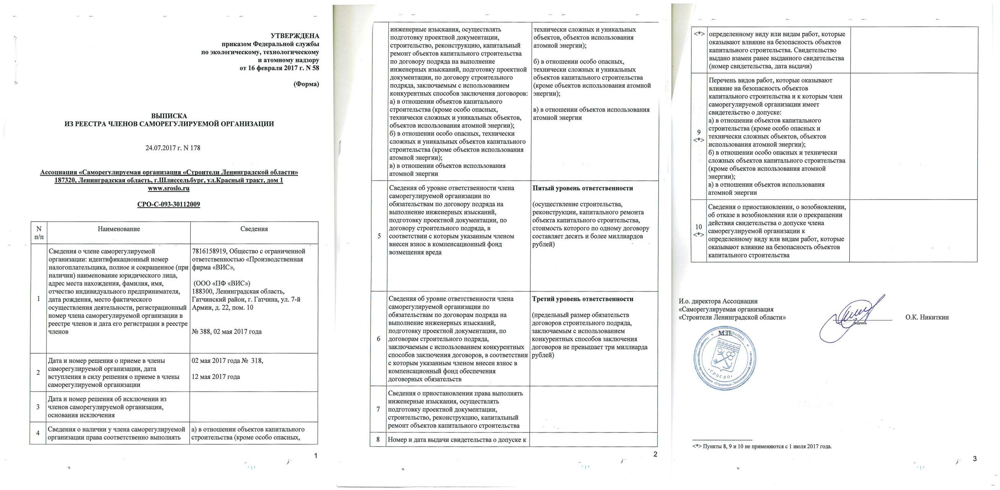 УТВЕРЖДЕНА
приказом Федеральной службы
по экологическому, технологическому
и атомному надзору
от 16 февраля 2017 г. N 58
(Форма)
ВЫПИСКА
ИЗ РЕЕСТРА ЧЛЕНОВ САМОРЕГУЛИРУЕМОЙ ОРГАНИЗАЦИИ
24.07.2017 г. N 178
Ассоциация «Саморегулируемая организация «Строители Ленинградской области»
187320, Ленинградская область, г.Шлиссельбург, ул.Красный тракт, дом 1
www.sroslo.ru
СРО-С-093-30112009
N
п/п
Наименование
Сведения
1
Сведения о члене саморегулируемой
организации: идентификационный номер
налогоплательщика, полное и сокращенное (при
наличии) наименование юридического лица,
адрес места нахождения, фамилия, имя,
отчество индивидуального предпринимателя,
дата рождения, место фактического
осуществления деятельности, регистрационный
номер члена саморегулируемой организации в
реестре членов и дата его регистрации в реестре
членов
7816158919, Общество с ограниченной
ответственностью «Производственная
фирма «ВИС»,
(ООО «ПФ «ВИС»)
188300, Ленинградская область,
Гатчинский район, г. Гатчина, ул. 7-й
Армии, д. 22, пом. 10
№ 388, 02 мая 2017 года
2
Дата и номер решения о приеме в члены
саморегулируемой организации, дата
вступления в силу решения о приеме в члены
саморегулируемой организации
02 мая 2017 года № 318,
12 мая 2017 года
3
Дата и номер решения об исключении из
членов саморегулируемой организации,
основания исключения
4
Сведения о наличии у члена саморегулируемой
организации права соответственно выполнять
а) в отношении объектов капитального
строительства (кроме особо опасных,
1
инженерные изыскания, осуществлять
подготовку проектной документации,
строительство, реконструкцию, капитальный
ремонт объектов капитального строительства
по договору подряда на выполнение
инженерных изысканий, подготовку проектной
документации, по договору строительного
подряда, заключаемым с использованием
конкурентных способов заключения договоров:
а) в отношении объектов капитального
строительства (кроме особо опасных,
технически сложных и уникальных объектов,
объектов использования атомной энергии);
б) в отношении особо опасных, технически
сложных и уникальных объектов капитального
строительства (кроме объектов использования
атомной энергии);
в) в отношении объектов использования
атомной энергии
технически сложных и уникальных
объектов, объектов использования
атомной энергии);
б) в отношении особо опасных,
технически сложных и уникальных
объектов капитального строительства
(кроме объектов использования атомной
энергии);
в) в отношении объектов использования
атомной энергии
5
Сведения об уровне ответственности члена
саморегулируемой организации по
обязательствам по договору подряда на
выполнение инженерных изысканий,
подготовку проектной документации, по
договору строительного подряда, в
соответствии с которым указанным членом
внесен взнос в компенсационный фонд
возмещения вреда
Пятый уровень ответственности
(осуществление строительства,
реконструкции, капитального ремонта
объекта капитального строительства,
стоимость которого по одному договору
составляет десять и более миллиардов
рублей)
6
Сведения об уровне ответственности члена
саморегулируемой организации по
обязательствам по договорам подряда на
выполнение инженерных изысканий,
подготовку проектной документации, по
договорам строительного подряда,
заключаемым с использованием конкурентных
способов заключения договоров, в соответствии
с которым указанным членом внесен взнос в
компенсационный фонд обеспечения
договорных обязательств
Третий уровень ответственности
(предельный размер обязательств
договоров строительного подряда,
заключаемым с использованием
конкурентных способов заключения
договоров не превышает три миллиарда
рублей)
7
Сведения о приостановлении права выполнять
инженерные изыскания, осуществлять
подготовку проектной документации,
строительство, реконструкцию, капитальный
ремонт объектов капитального строительства
8
Номер и дата выдачи свидетельства о допуске к
2
<*>
определенному виду или видам работ, которые
оказывают влияние на безопасность объектов
капитального строительства. Свидетельство
выдано взамен ранее выданного свидетельства
(номер свидетельства, дата выдачи)
9
<*>
Перечень видов работ, которые оказывают
влияние на безопасность объектов
капитального строительства и к которым член
саморегулируемой организации имеет
свидетельство о допуске:
а) в отношении объектов капитального
строительства (кроме особо опасных и
технически сложных объектов, объектов
использования атомной энергии);
б) в отношении особо опасных и технически
сложных объектов капитального строительства
(кроме объектов использования атомной
энергии);
в) в отношении объектов использования
атомной энергии
10
<*>
Сведения о приостановлении, о возобновлении,
об отказе в возобновлении или о прекращении
действия свидетельства о допуске члена
саморегулируемой организации к
определенному виду или видам работ, которые
оказывают влияние на безопасность объектов
капитального строительства
И.о. директора Ассоциации
«Саморегулируемая организация
«Строители Ленинградской области»
подпись
О.К. Никиткин
М.П.
АССОЦИАЦИЯ
Саморегулируемая организация «Строители Ленинградской области»
«СРОСЛО»
<*> Пункты 8, 9 и 10 не применяются с 1 июля 2017 года.
3